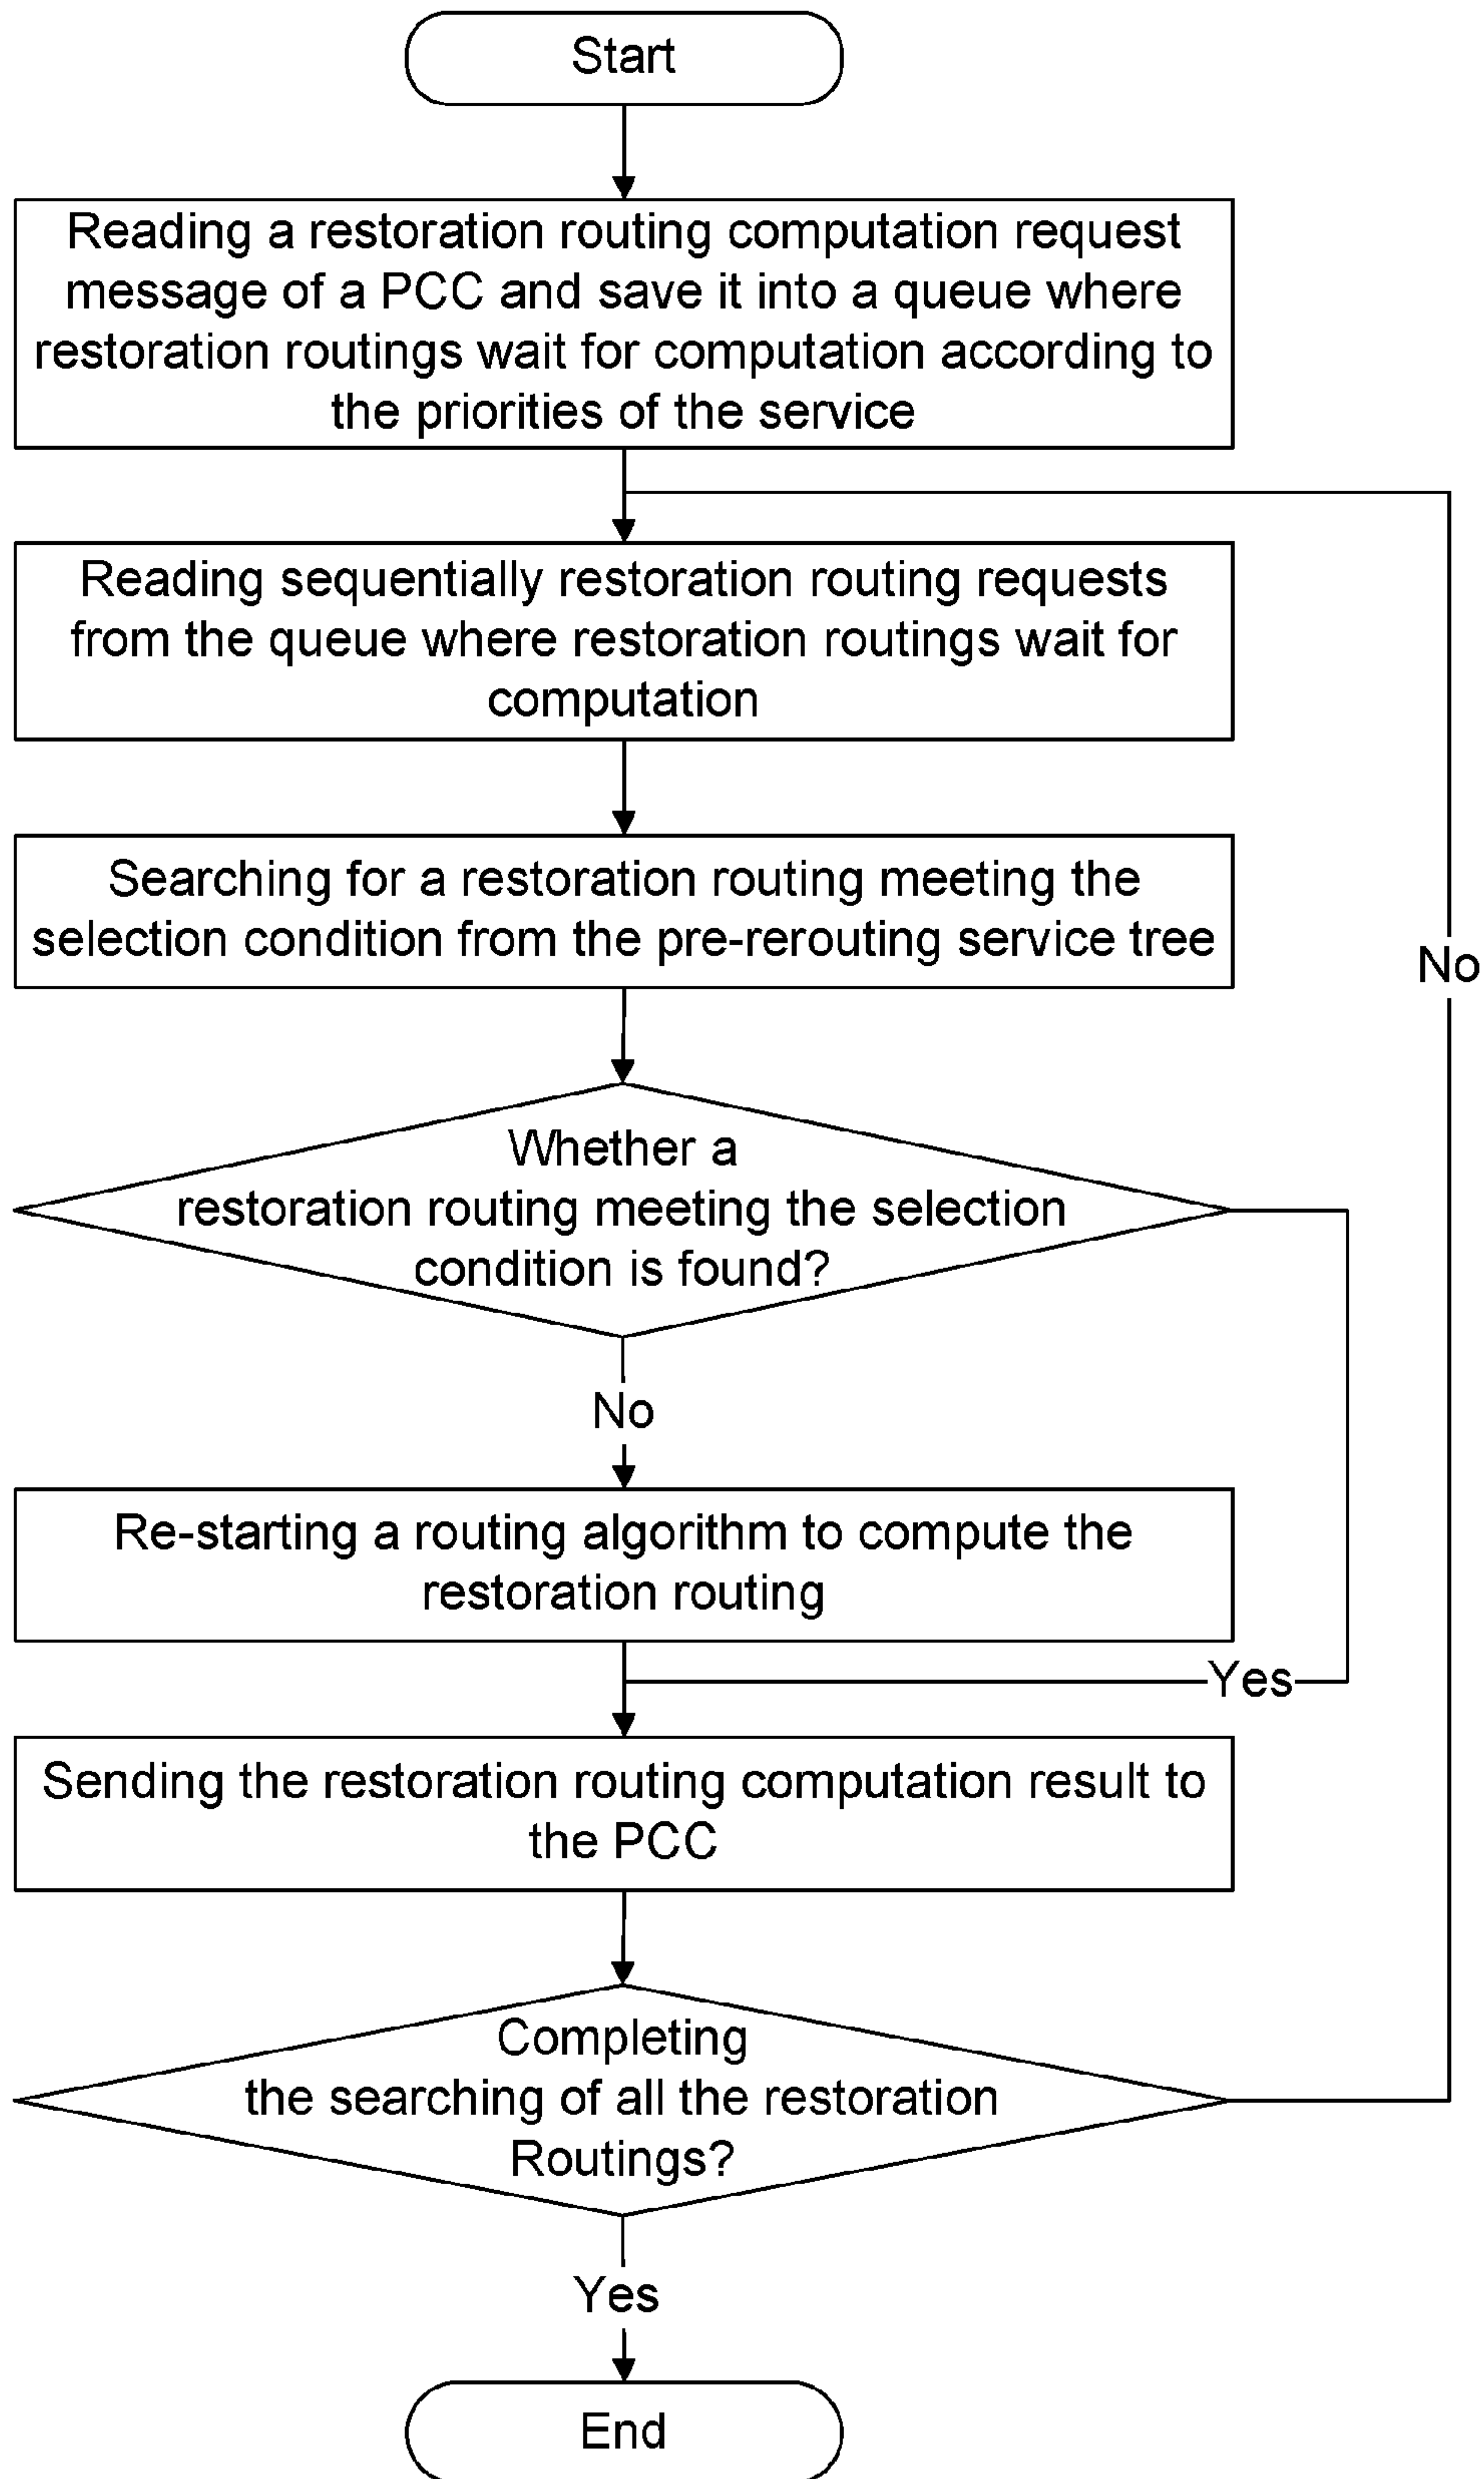 Start
Reading a restoration routing computation request
message of a PCC and save it into a queue where
restoration routings wait for computation according to
the priorities of the service
Reading sequentially restoration routing requests
from the queue where restoration routings wait for
computation
Searching for a restoration routing meeting the
selection condition from the pre-rerouting service tree
No
Whether a
restoration routing meeting the selection
condition is found?
No
Re-starting a routing algorithm to compute the
restoration routing
Yes
Sending the restoration routing computation result to
the PCC
Completing
the searching of all the restoration
Routings?
Yes
End